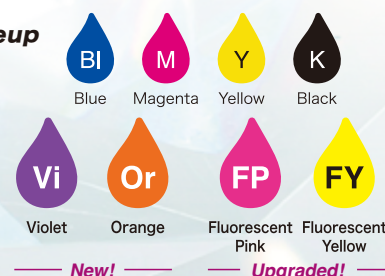 eup
Bl M Y K
Blue Magenta Yellow Black
Vi Or FP FY
Violet Orange Fluorescent Fluorescent
Pink Yellow
New! Upgraded!